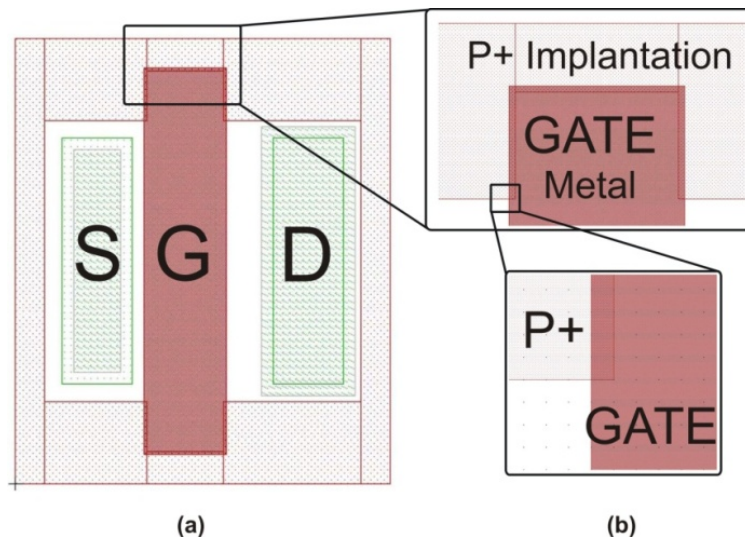 P+ Implantation
GATE
Metal
S G D
P+
GATE
(a) (b)